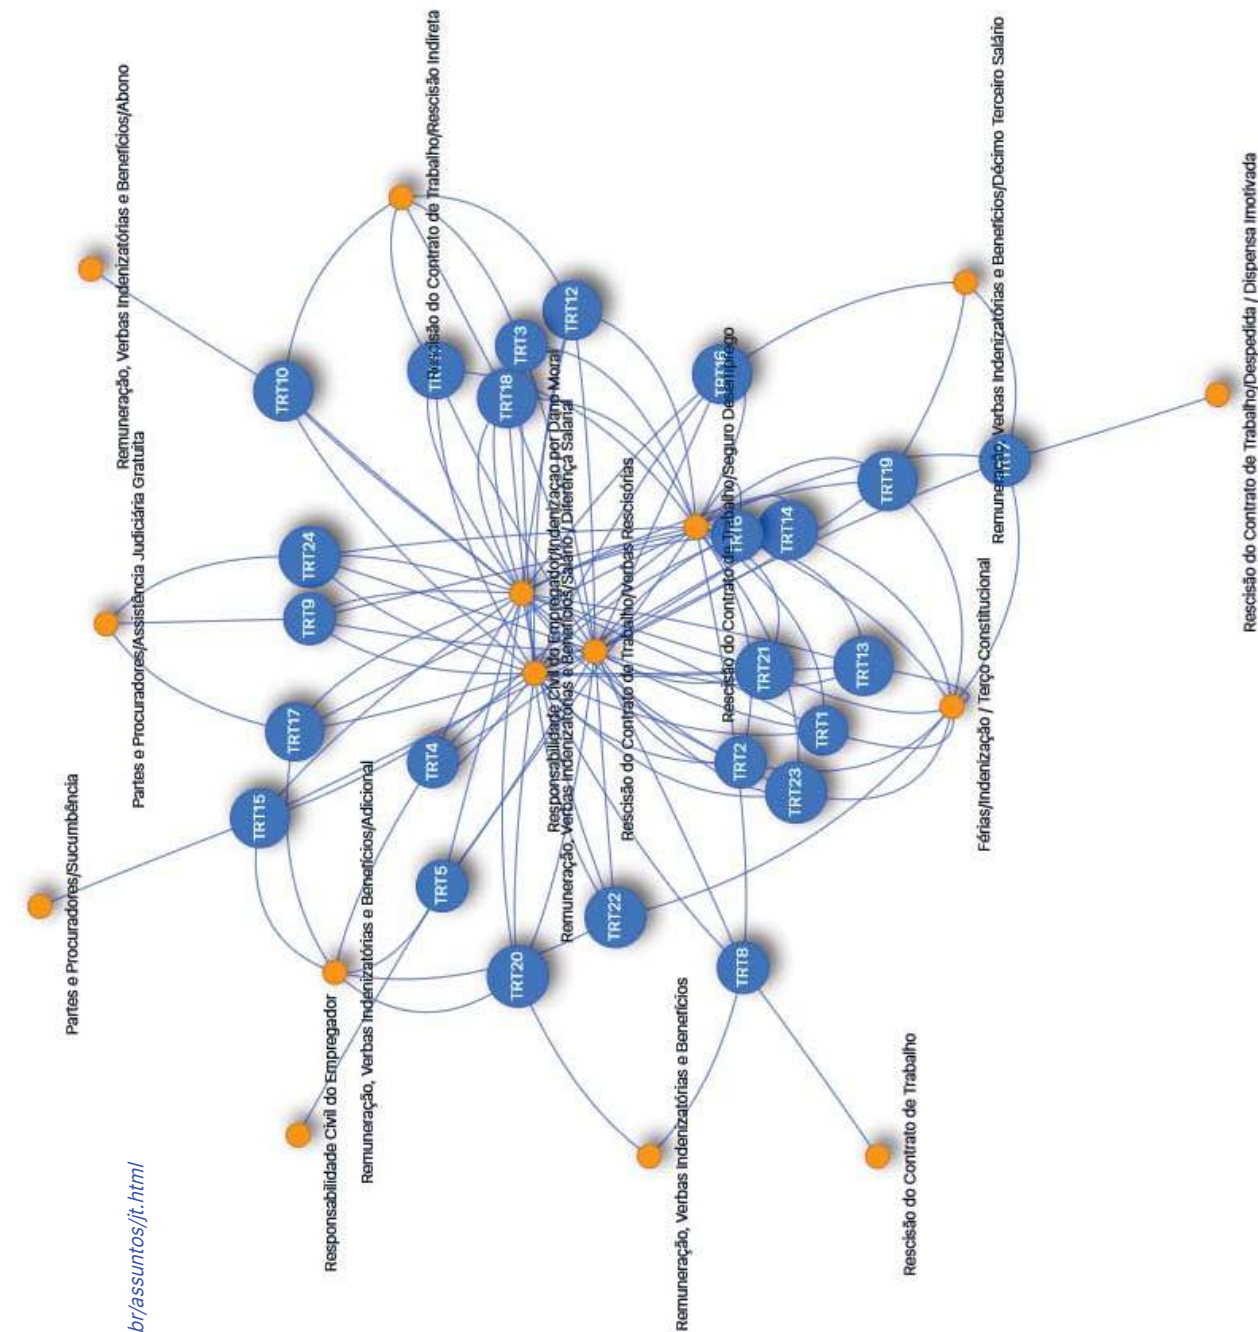 Partes e Procuradores/Sucumbência
Remuneração, Verbas Indenizatórias e Benefícios/Abono
Partes e Procuradores/Assistência Judiciária Gratuita
br/assuntos/jt.html
Responsabilidade Civil do Empregador
Remuneração, Verbas Indenizatórias e Benefícios/Adicional
Rescisão do Contrato de Trabalho/Rescisão Indireta
Responsabilidade Civil do Empregador/Indenização por Dano Moral
Remuneração, Verbas Indenizatórias e Benefícios/Salário / Diferença Salarial
Rescisão do Contrato de Trabalho/Verbas Rescisórias
Remuneração, Verbas Indenizatórias e Benefícios
Rescisão do Contrato de Trabalho/Seguro Desemprego
Rescisão do Contrato de Trabalho
Férias/Indenização / Terço Constitucional
Remuneração, Verbas Indenizatórias e Benefícios/Décimo Terceiro Salário
Rescisão do Contrato de Trabalho/Despedida / Dispensa Imotivada
TRT15
TRT10
TRT17
TRT24
TRT9
TRT4
TRT5
TRT18
TRT3
TRT20
TRT12
TRT22
TRT16
TRT8
TRT2
TRT21
TRT14
TRT23
TRT1
TRT13
TRT19